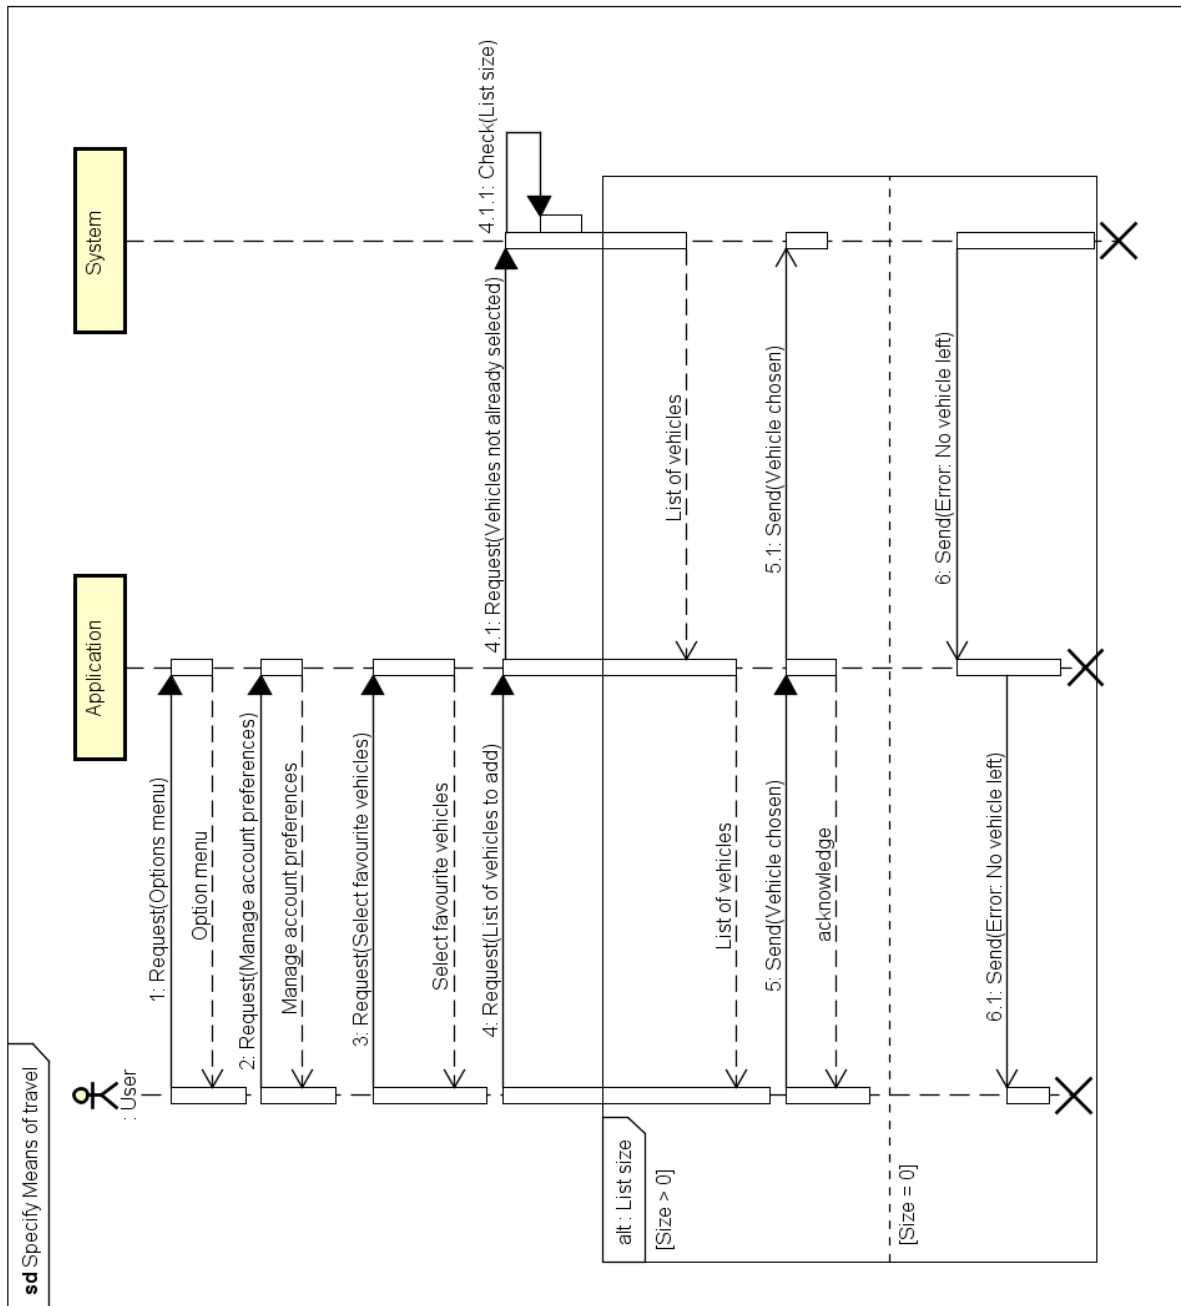 sd Specify Means of travel
: User
Application
System
1: Request(Options menu)
Option menu
2: Request(Manage account preferences)
Manage account preferences
3: Request(Select favourite vehicles)
Select favourite vehicles
4: Request(List of vehicles to add)
4.1: Request(Vehicles not already selected)
4.1.1: Check(List size)
alt : List size
[Size > 0]
List of vehicles
List of vehicles
5: Send(Vehicle chosen)
5.1: Send(Vehicle chosen)
acknowledge
[Size = 0]
6: Send(Error: No vehicle left)
6.1: Send(Error: No vehicle left)